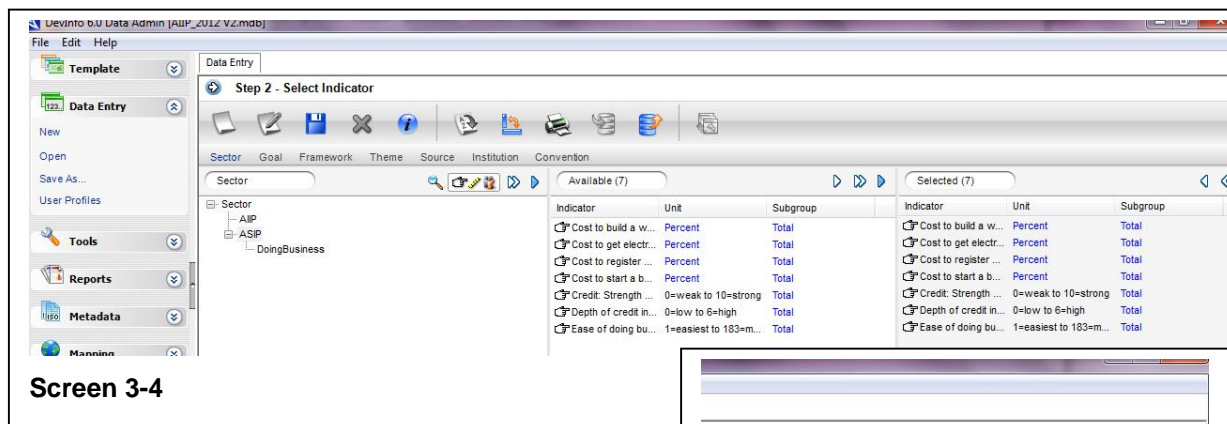 DevInfo 6.0 Data Admin [AIIP_2012 V2.mdb]
File Edit Help
Template
Data Entry
New
Open
Save As...
User Profiles
Tools
Reports
Metadata
Mapping
Data Entry
Step 2 - Select Indicator
Sector Goal Framework Theme Source Institution Convention
Sector
Sector
AIIP
ASIP
DoingBusiness
Available (7)
Indicator Unit Subgroup
Cost to build a w... Percent Total
Cost to get electr... Percent Total
Cost to register ... Percent Total
Cost to start a b... Percent Total
Credit: Strength ... 0=weak to 10=strong Total
Depth of credit in... 0=low to 6=high Total
Ease of doing bu... 1=easiest to 183=m... Total
Selected (7)
Indicator Unit Subgroup
Cost to build a w... Percent Total
Cost to get electr... Percent Total
Cost to register ... Percent Total
Cost to start a b... Percent Total
Credit: Strength ... 0=weak to 10=strong Total
Depth of credit in... 0=low to 6=high Total
Ease of doing bu... 1=easiest to 183=m... Total
Screen 3-4